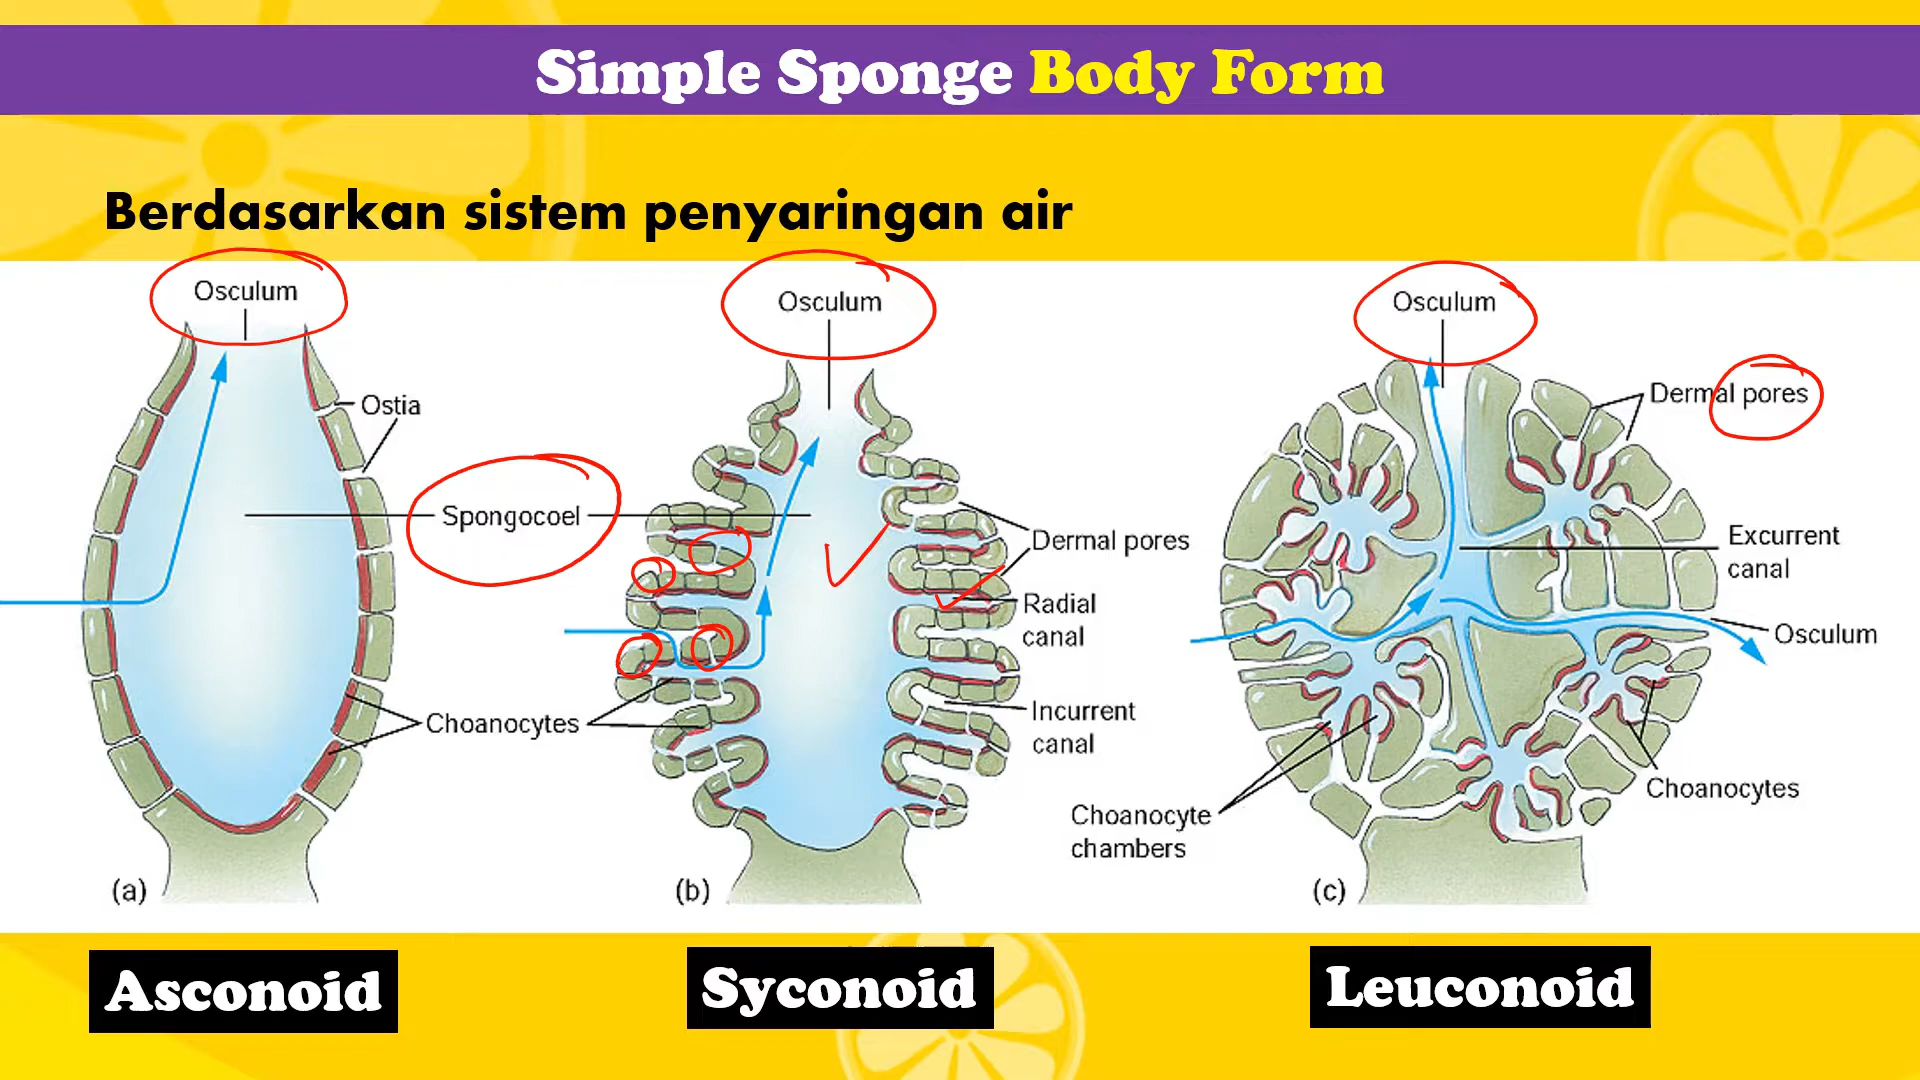 Simple Sponge Body Form
Berdasarkan sistem penyaringan air
Osculum
Ostia
Spongocoel
Choanocytes
(a)
Osculum
Dermal pores
Radial
canal
Incurrent
canal
(b)
Osculum
Dermal pores
Excurrent
canal
Osculum
Choanocytes
Choanocyte
chambers
(c)
Asconoid
Syconoid
Leuconoid